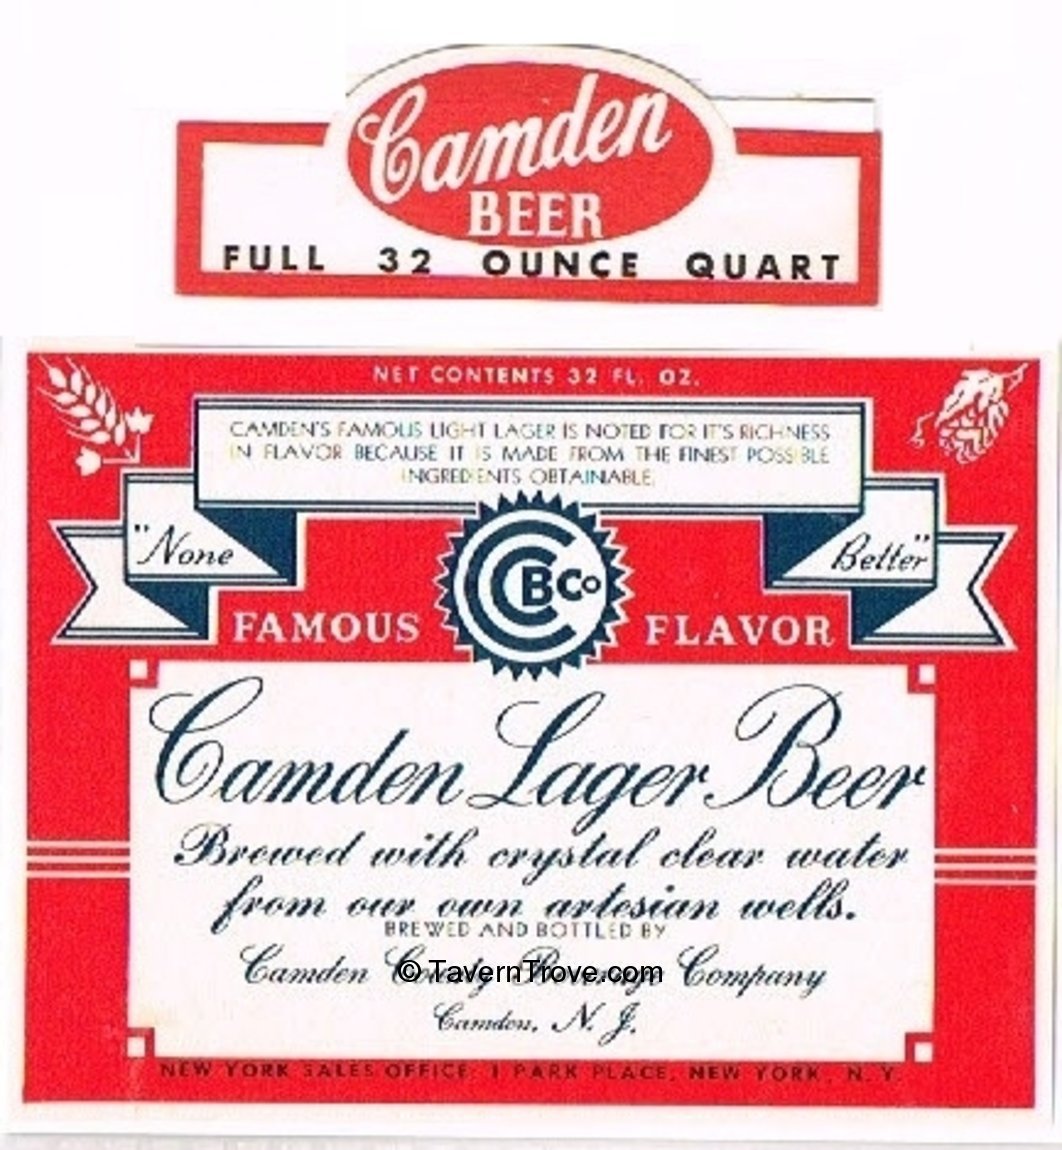 Camden
BEER
FULL 32 OUNCE QUART
NET CONTENTS 32 FL. OZ.
CAMDEN'S FAMOUS LIGHT LAGER IS NOTED FOR IT'S RICHNESS
IN FLAVOR BECAUSE IT IS MADE FROM THE FINEST POSSIBLE
INGREDIENTS OBTAINABLE.
"None Better"
CCBCo
FAMOUS FLAVOR
Camden Lager Beer
Brewed with crystal clear water
from our own artesian wells.
BREWED AND BOTTLED BY
Camden County Beverage Company
© TavernTrove.com
Camden, N. J.
NEW YORK SALES OFFICE, 1 PARK PLACE, NEW YORK, N. Y.